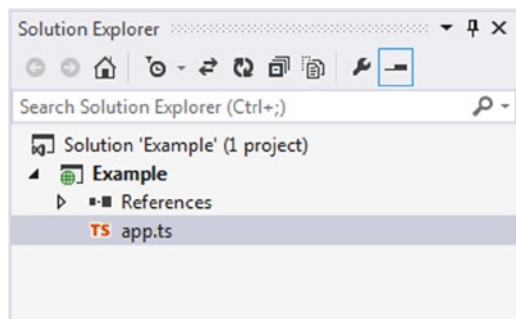 Solution Explorer
Search Solution Explorer (Ctrl+;)
Solution 'Example' (1 project)
Example
References
TS app.ts